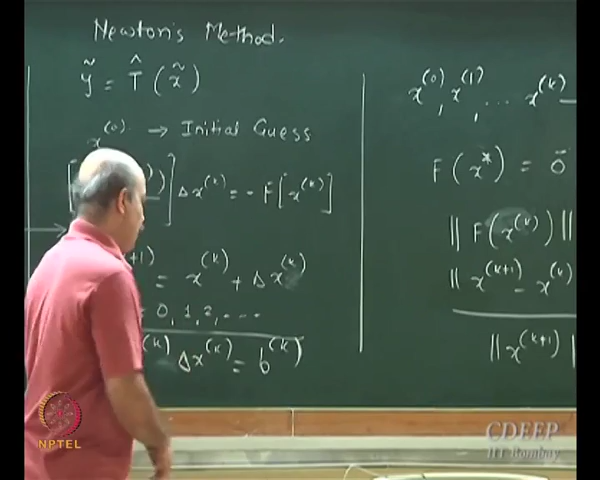 Newton's Method.
ỹ = T̂ (x̃)
x^(0) → Initial Guess
)] Δx^(k) = - F[x^(k)]
+1) = x^(k) + Δx^(k)
= 0, 1, 2, ...
(k) Δx^(k) = b^(k)
x^(0), x^(1), ... x^(k)
F(x*) = 0̄
|| F(x^(k)) ||
|| x^(k+1) - x^(k)
|| x^(k+1) ||
NPTEL
CDEEP
IIT Bombay